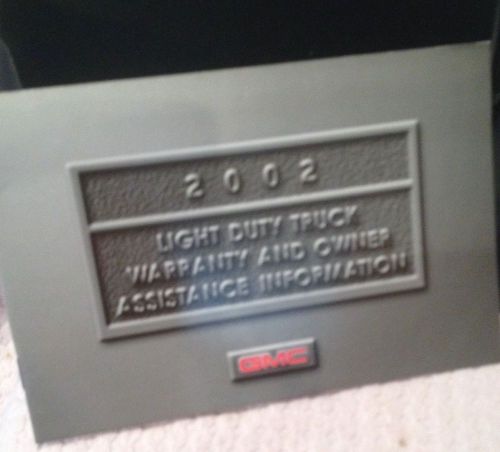 2002
LIGHT DUTY TRUCK
WARRANTY AND OWNER
ASSISTANCE INFORMATION
GMC